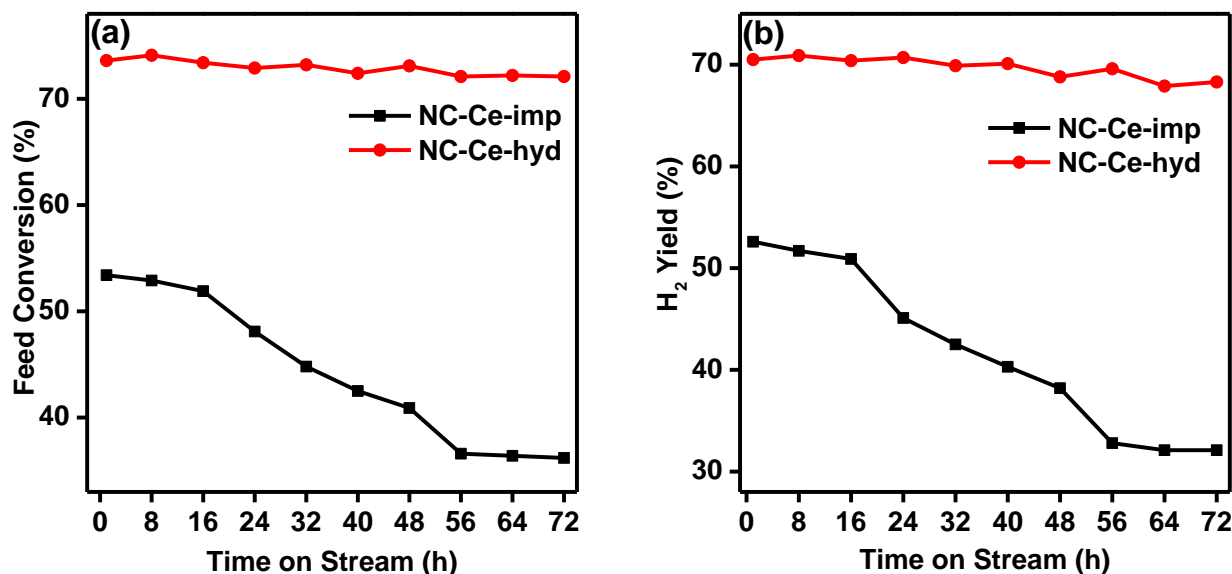 (a)
Feed Conversion (%)
70
60
50
40
NC-Ce-imp
NC-Ce-hyd
0 8 16 24 32 40 48 56 64 72
Time on Stream (h)
(b)
H₂ Yield (%)
70
60
50
40
30
NC-Ce-imp
NC-Ce-hyd
0 8 16 24 32 40 48 56 64 72
Time on Stream (h)